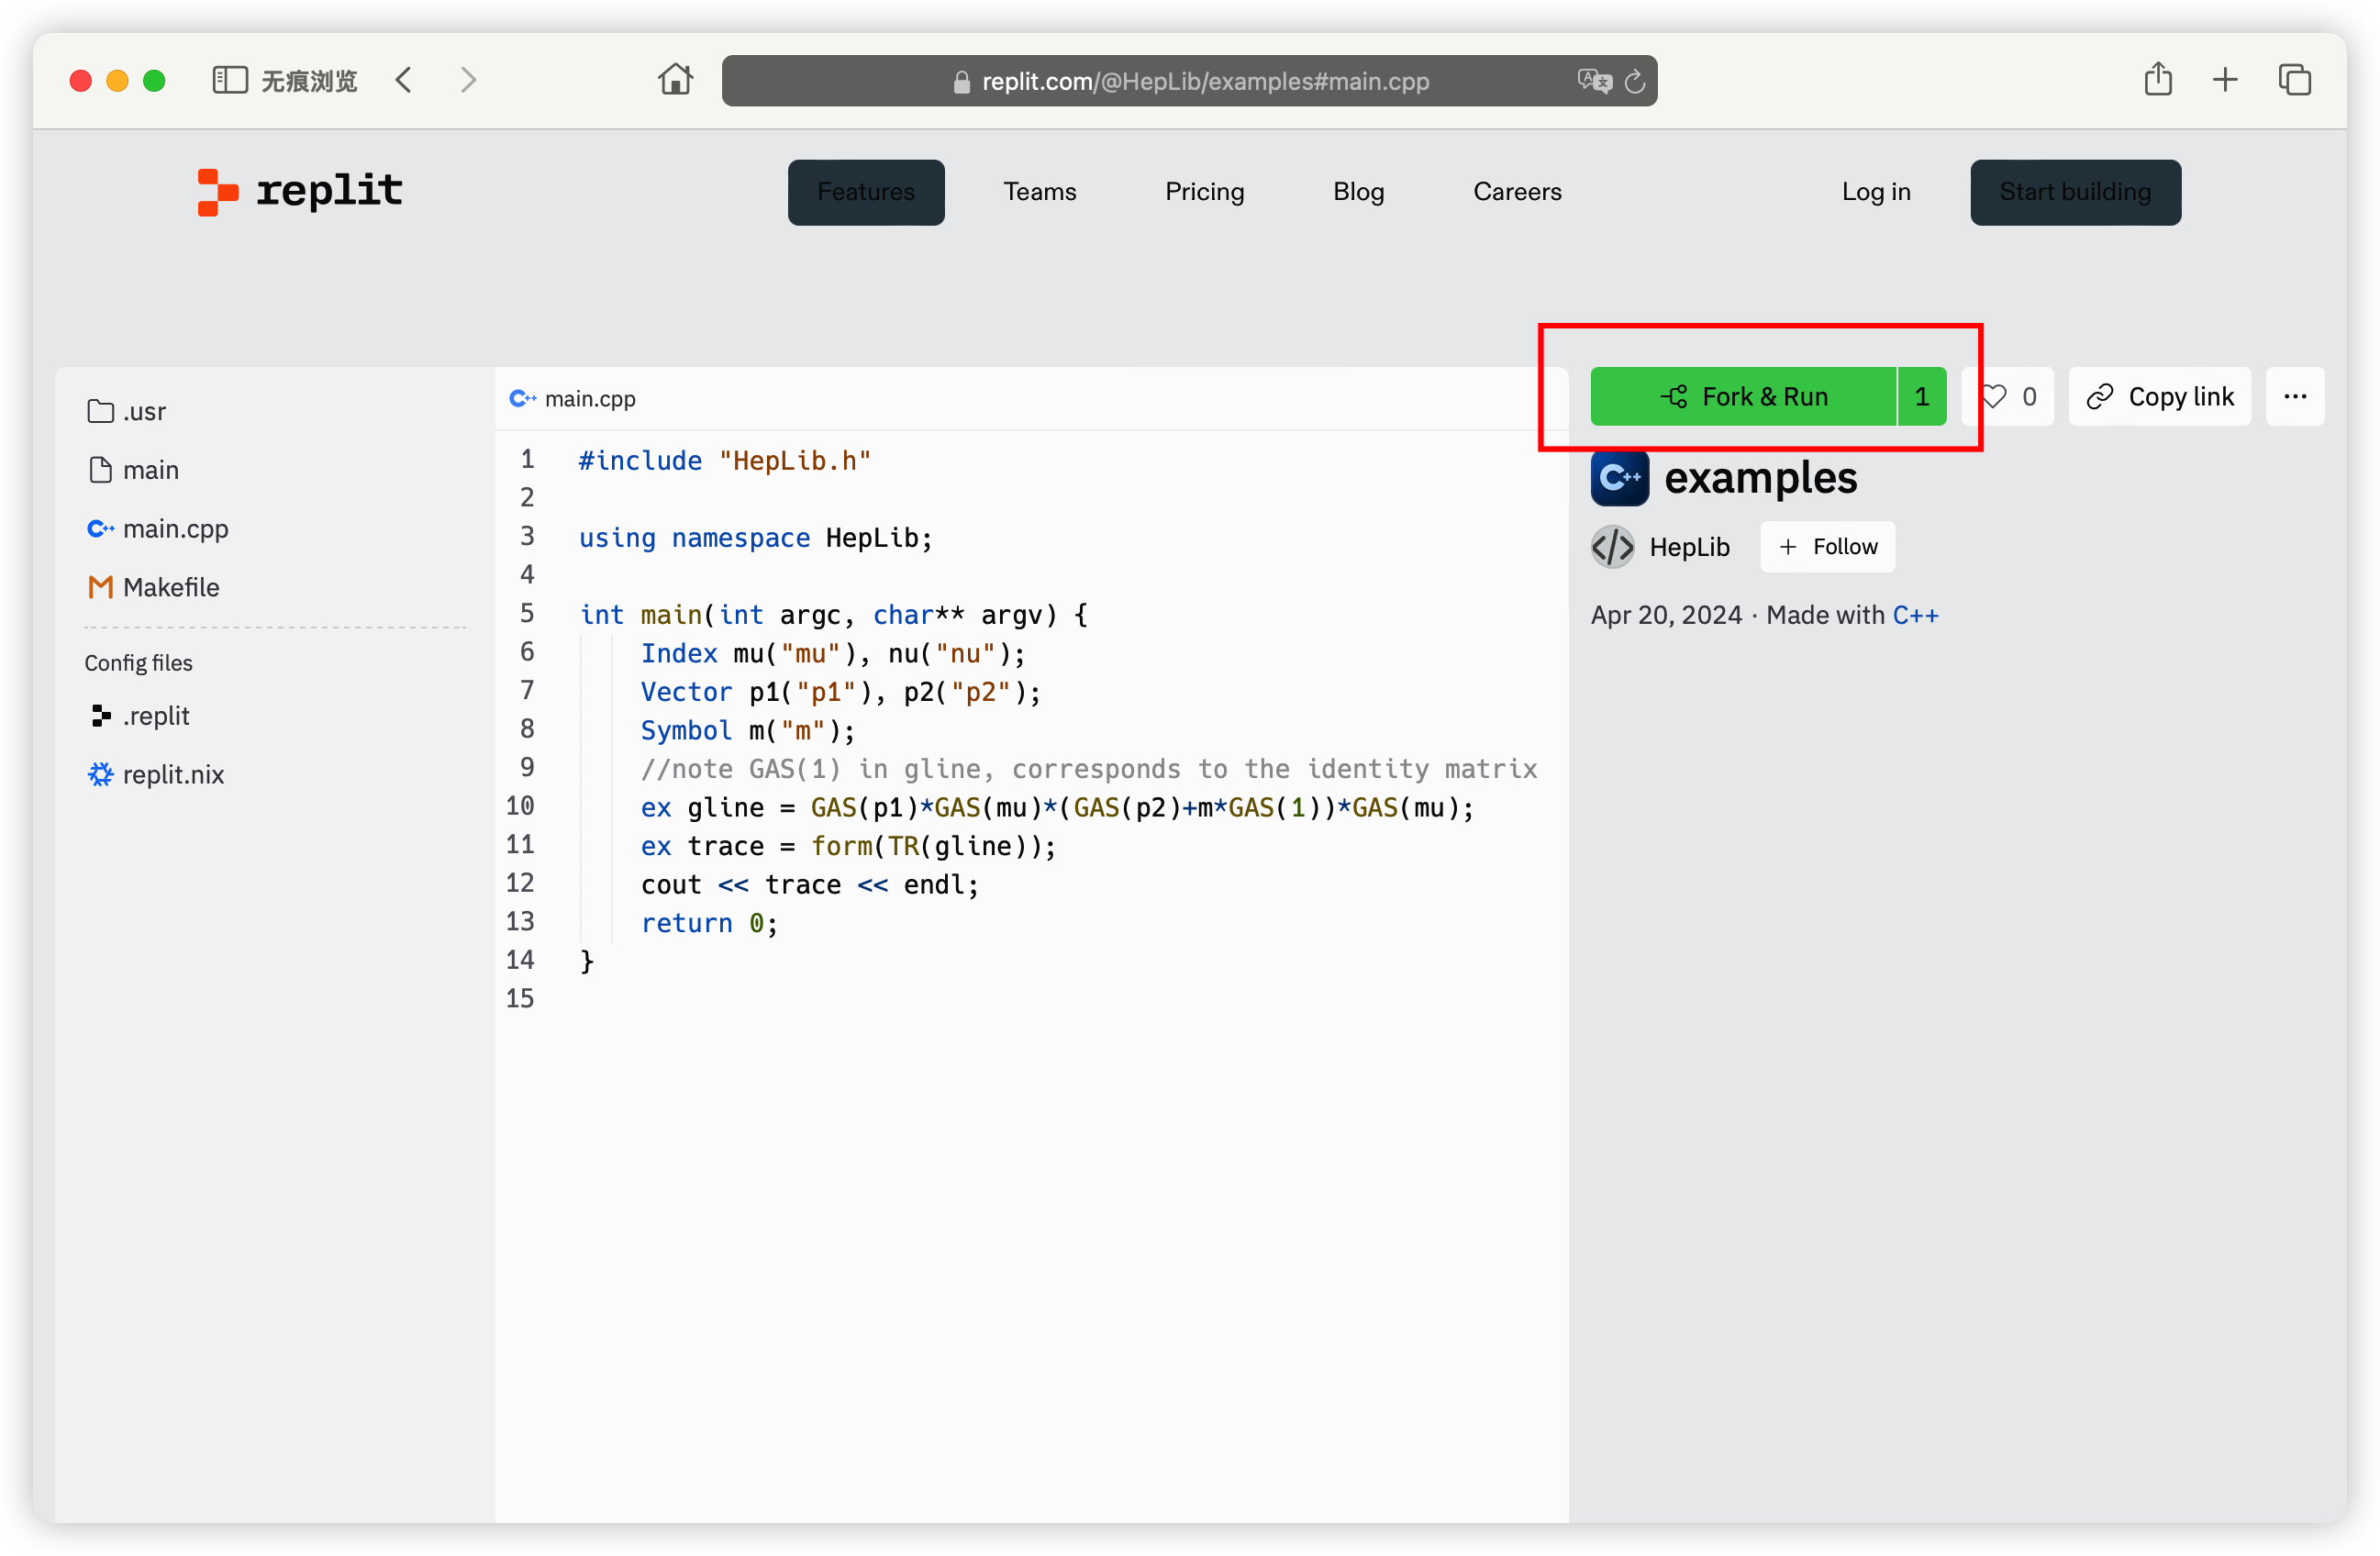 无痕浏览
replit.com/@HepLib/examples#main.cpp
replit
Features
Teams
Pricing
Blog
Careers
Log in
Start building
.usr
main
main.cpp
Makefile
Config files
.replit
replit.nix
main.cpp
1 #include "HepLib.h"
2
3 using namespace HepLib;
4
5 int main(int argc, char** argv) {
6 Index mu("mu"), nu("nu");
7 Vector p1("p1"), p2("p2");
8 Symbol m("m");
9 //note GAS(1) in gline, corresponds to the identity matrix
10 ex gline = GAS(p1)*GAS(mu)*(GAS(p2)+m*GAS(1))*GAS(mu);
11 ex trace = form(TR(gline));
12 cout << trace << endl;
13 return 0;
14 }
15
Fork & Run 1
0
Copy link
C++ examples
HepLib
+ Follow
Apr 20, 2024 · Made with C++